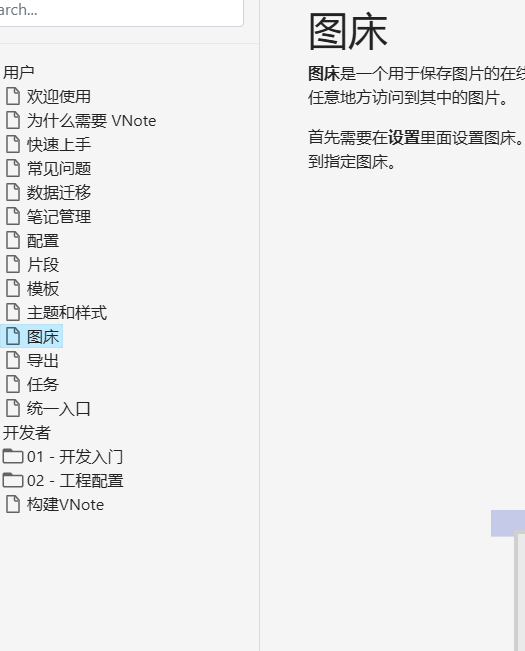 arch...
用户
欢迎使用
为什么需要 VNote
快速上手
常见问题
数据迁移
笔记管理
配置
片段
模板
主题和样式
图床
导出
任务
统一入口
开发者
01 - 开发入门
02 - 工程配置
构建VNote
图床
图床是一个用于保存图片的在线
任意地方访问到其中的图片。
首先需要在设置里面设置图床。
到指定图床。